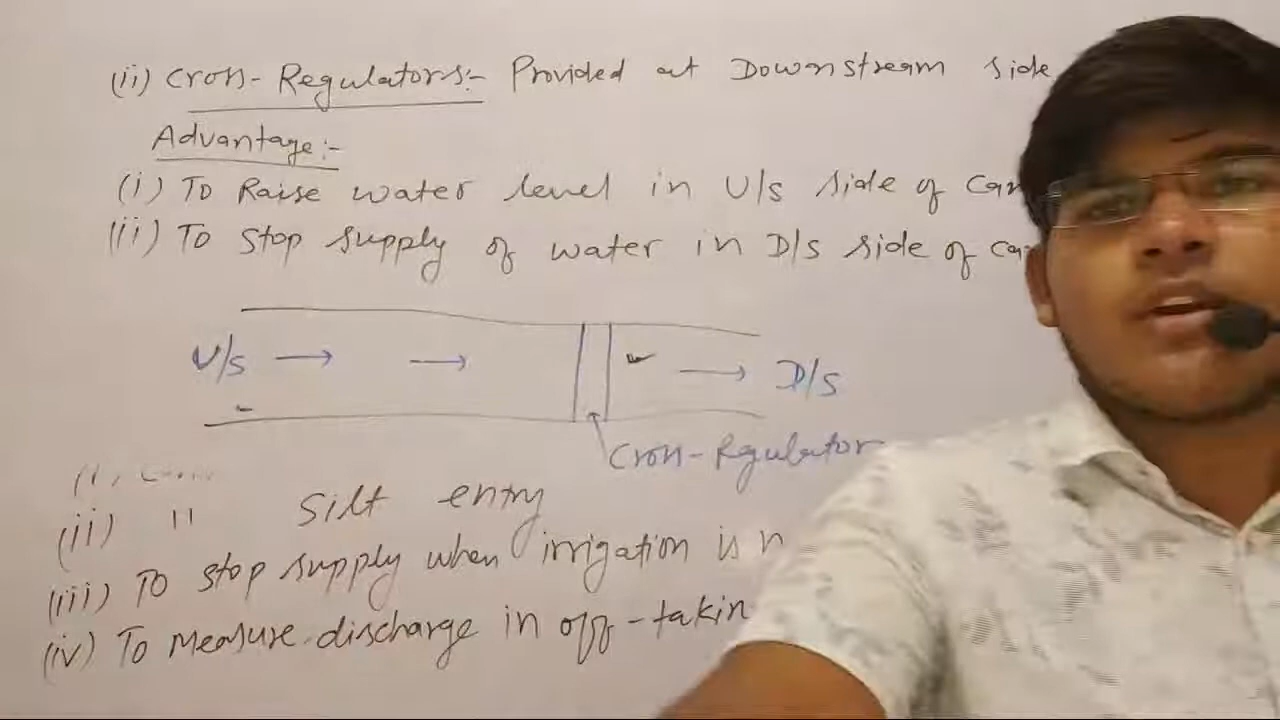 (ii) Cross-Regulators:- Provided at Downstream side
Advantage:-
(i) To Raise water level in U/s side of
(ii) To stop supply of water in D/s side of
U/s → → → D/s
Cross-Regulator
(ii) 11 Silt entry
(iii) To stop supply when irrigation is
(iv) To Measure discharge in off-